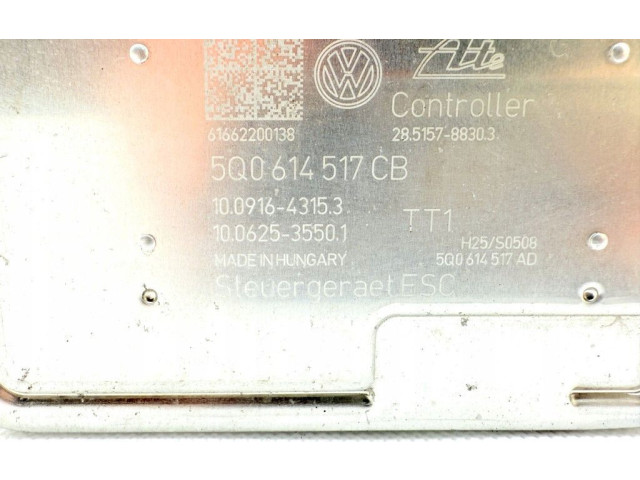 VW Ate
Controller
61662200138 28.5157-8830.3
5Q0 614 517 CB
10.0916-4315.3 TT1
10.0625-3550.1 H25/S0508
MADE IN HUNGARY 5Q0 614 517 AD
Steuergeraet ESC